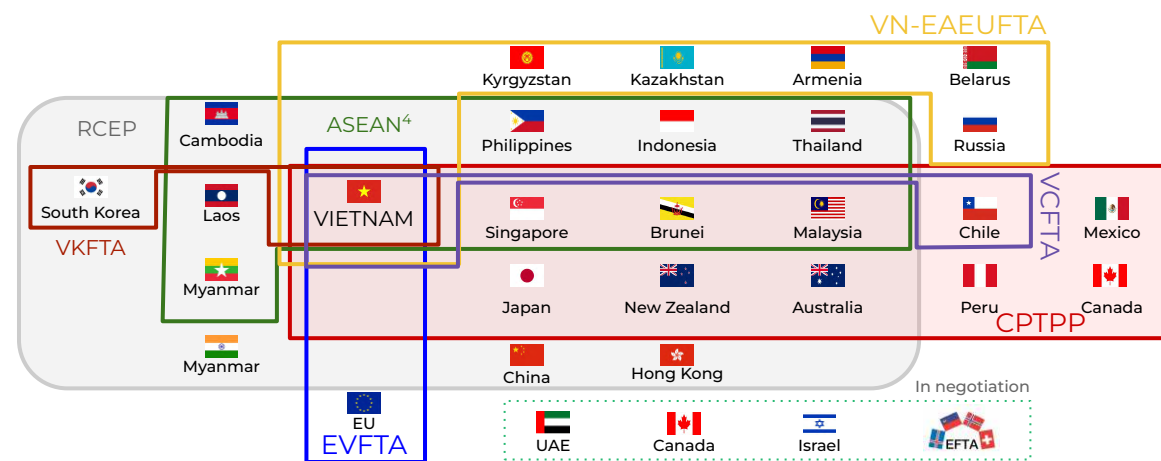 VN-EAEUFTA
Kyrgyzstan Kazakhstan Armenia Belarus
RCEP Cambodia ASEAN⁴ Philippines Indonesia Thailand Russia
South Korea Laos VIETNAM Singapore Brunei Malaysia Chile Mexico
VCFTA
VKFTA
Myanmar Japan New Zealand Australia Peru Canada
CPTPP
Myanmar China Hong Kong
In negotiation
EU UAE Canada Israel EFTA
EVFTA